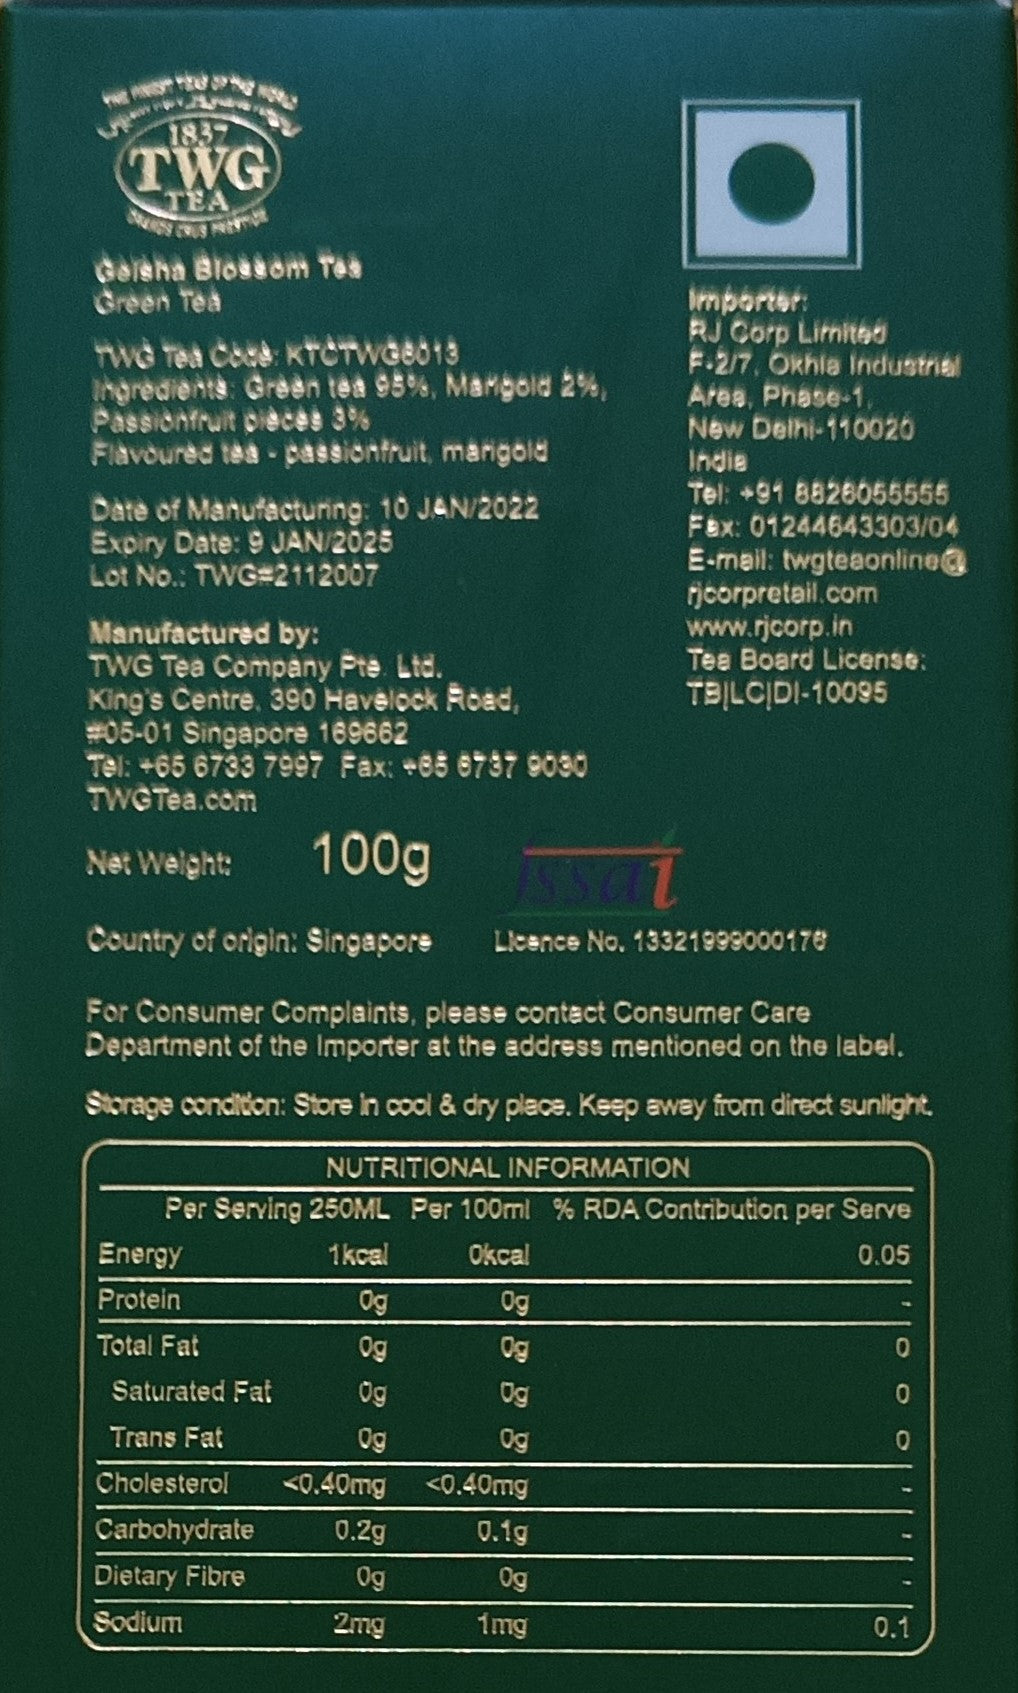 THE FINEST TEAS OF THE WORLD
1837
TWG
TEA
Geisha Blossom Tea
Green Tea
TWG Tea Code: KTCTWG6013
Ingredients: Green tea 95%, Marigold 2%,
Passionfruit pieces 3%
Flavoured tea - passionfruit, marigold
Date of Manufacturing: 10 JAN/2022
Expiry Date: 9 JAN/2025
Lot No.: TWG#2112007
Manufactured by:
TWG Tea Company Pte. Ltd.
King's Centre, 390 Havelock Road,
#05-01 Singapore 169662
Tel: +65 6733 7997 Fax: +65 6737 9030
TWGTea.com
Net Weight: 100g
Country of origin: Singapore
Importer:
RJ Corp Limited
F-2/7, Okhla Industrial
Area, Phase-1,
New Delhi-110020
India
Tel: +91 8826055555
Fax: 01244643303/04
E-mail: twgteaonline@
rjcorpretail.com
www.rjcorp.in
Tea Board License:
TB|LC|DI-10095
fssai
Licence No. 13321999000176
For Consumer Complaints, please contact Consumer Care
Department of the Importer at the address mentioned on the label.
Storage condition: Store in cool & dry place. Keep away from direct sunlight.
NUTRITIONAL INFORMATION
Per Serving 250ML Per 100ml % RDA Contribution per Serve
Energy 1kcal 0kcal 0.05
Protein 0g 0g -
Total Fat 0g 0g 0
Saturated Fat 0g 0g 0
Trans Fat 0g 0g 0
Cholesterol <0.40mg <0.40mg -
Carbohydrate 0.2g 0.1g -
Dietary Fibre 0g 0g -
Sodium 2mg 1mg 0.1